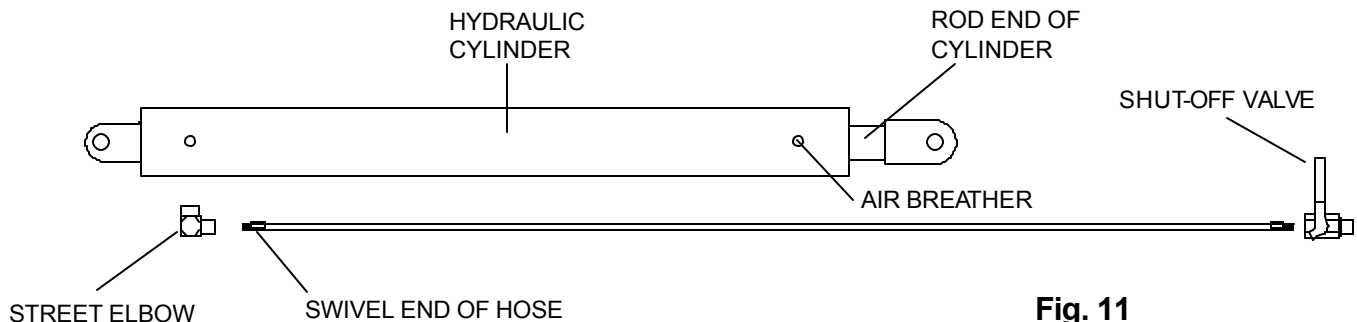 HYDRAULIC
CYLINDER
ROD END OF
CYLINDER
SHUT-OFF VALVE
AIR BREATHER
STREET ELBOW
SWIVEL END OF HOSE
Fig. 11